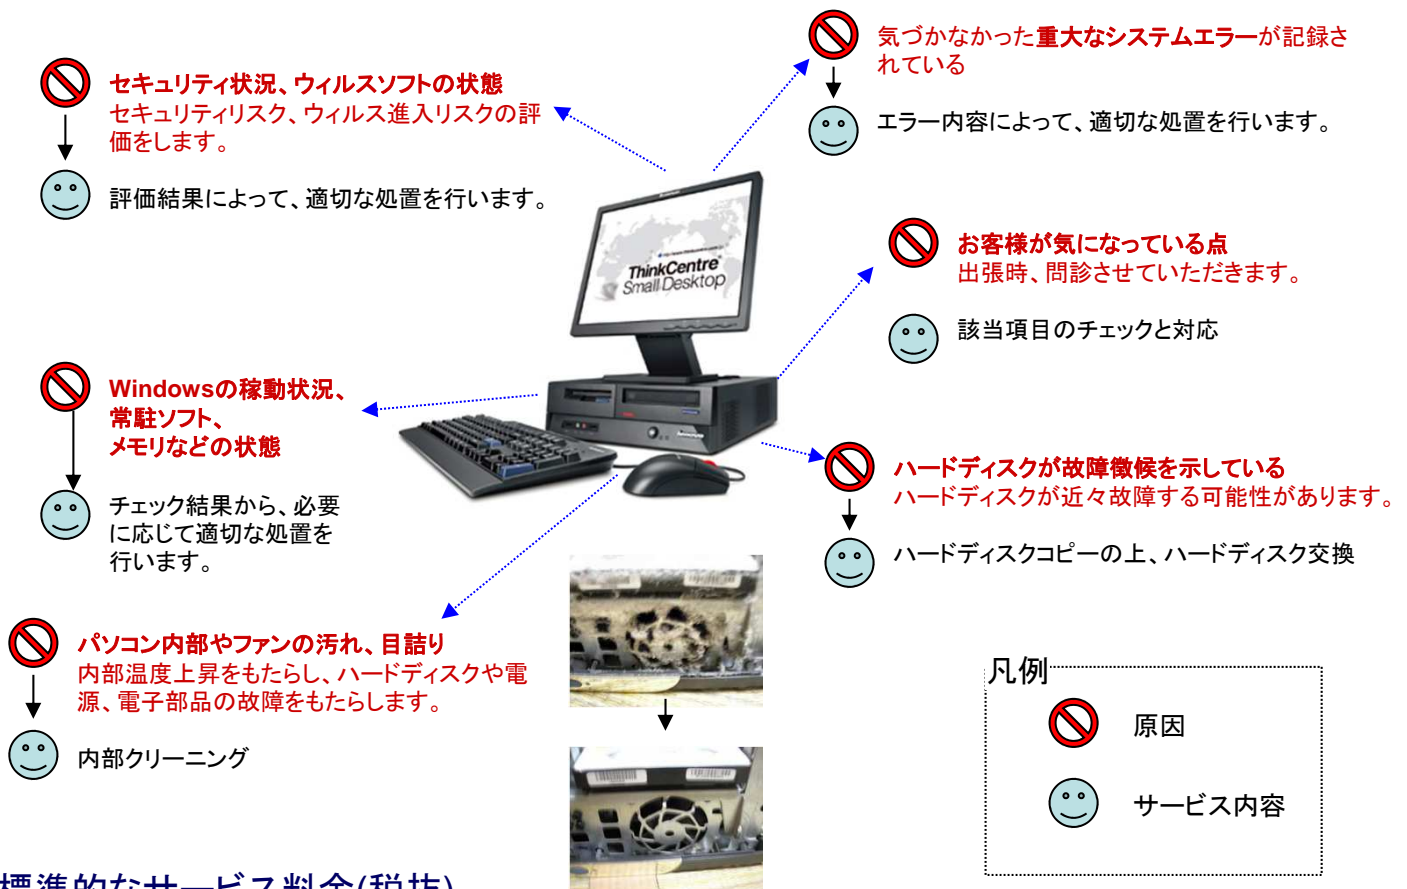 気づかなかった重大なシステムエラーが記録さ
れている
エラー内容によって、適切な処置を行います。
セキュリティ状況、ウィルスソフトの状態
セキュリティリスク、ウィルス進入リスクの評
価をします。
評価結果によって、適切な処置を行います。
ThinkCentre
Small Desktop
お客様が気になっている点
出張時、問診させていただきます。
該当項目のチェックと対応
Windowsの稼動状況、
常駐ソフト、
メモリなどの状態
チェック結果から、必要
に応じて適切な処置を
行います。
ハードディスクが故障徴候を示している
ハードディスクが近々故障する可能性があります。
ハードディスクコピーの上、ハードディスク交換
パソコン内部やファンの汚れ、目詰り
内部温度上昇をもたらし、ハードディスクや電
源、電子部品の故障をもたらします。
内部クリーニング
凡例
原因
サービス内容
標準的なサービス料金(税抜)